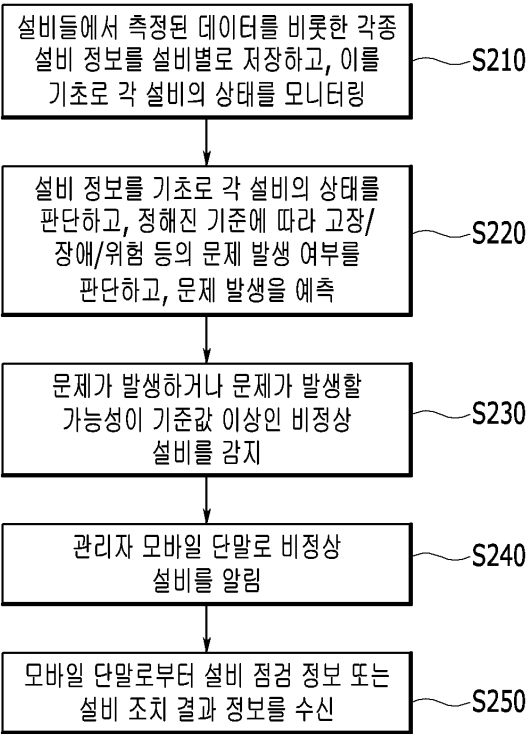 설비들에서 측정된 데이터를 비롯한 각종
설비 정보를 설비별로 저장하고, 이를
기초로 각 설비의 상태를 모니터링
S210
설비 정보를 기초로 각 설비의 상태를
판단하고, 정해진 기준에 따라 고장/
장애/위험 등의 문제 발생 여부를
판단하고, 문제 발생을 예측
S220
문제가 발생하거나 문제가 발생할
가능성이 기준값 이상인 비정상
설비를 감지
S230
관리자 모바일 단말로 비정상
설비를 알림
S240
모바일 단말로부터 설비 점검 정보 또는
설비 조치 결과 정보를 수신
S250